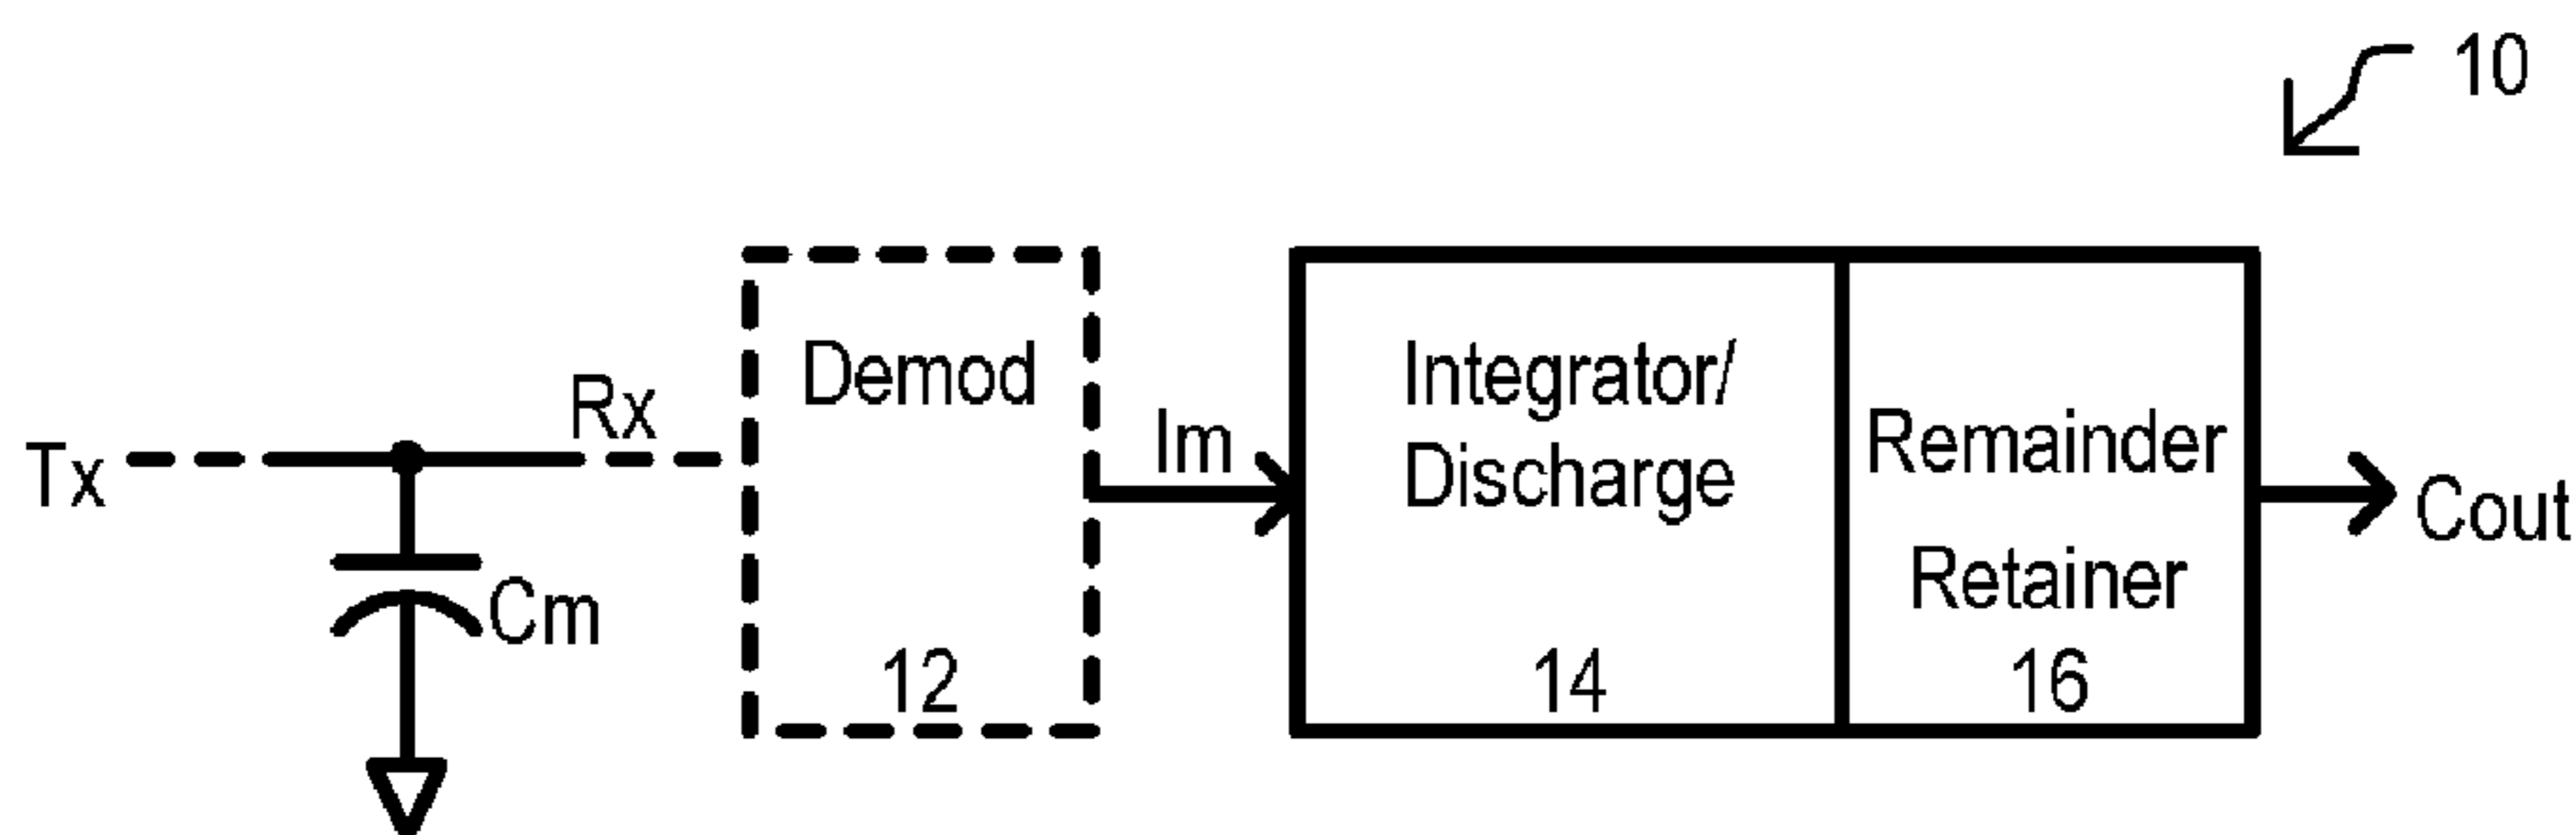 10
Tx
Rx
Cm
Demod
12
Im
Integrator/
Discharge
14
Remainder
Retainer
16
Cout